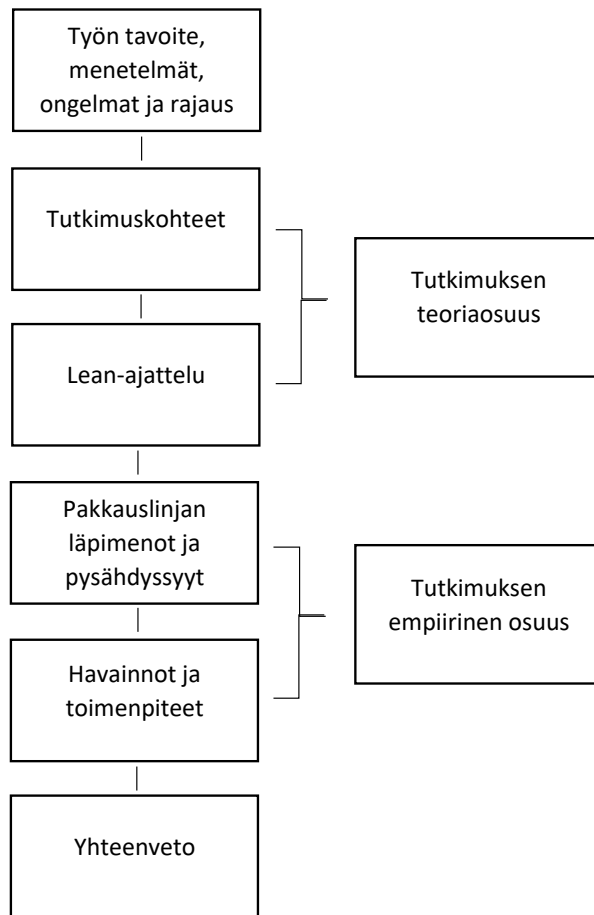 Työn tavoite,
menetelmät,
ongelmat ja rajaus
Tutkimuskohteet
Tutkimuksen
teoriaosuus
Lean-ajattelu
Pakkauslinjan
läpimenot ja
pysähdyssyyt
Tutkimuksen
empiirinen osuus
Havainnot ja
toimenpiteet
Yhteenveto